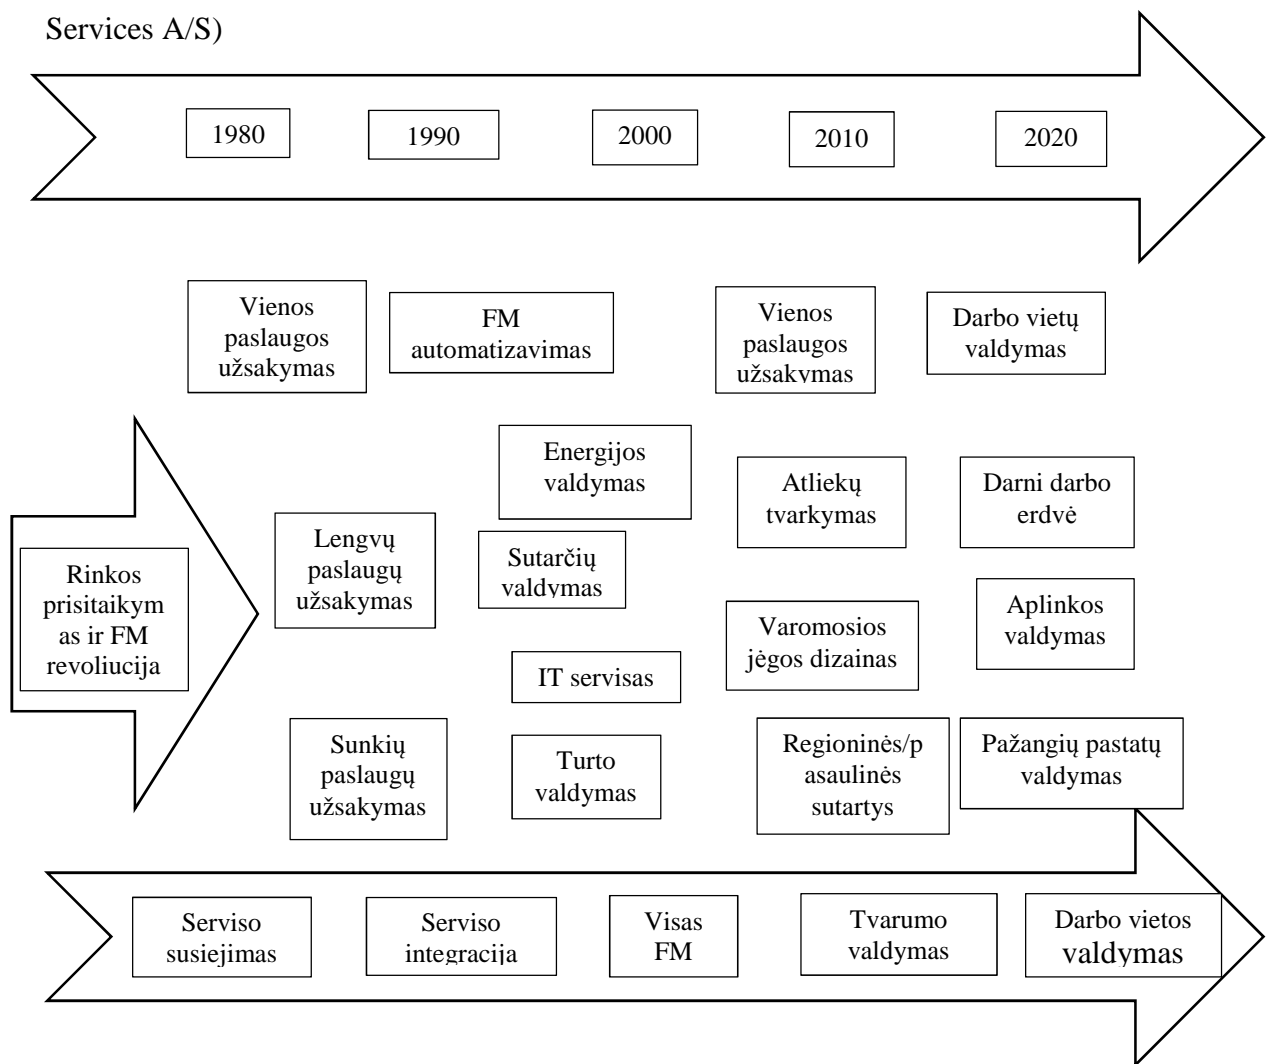 Services A/S)
1980
1990
2000
2010
2020
Vienos
paslaugos
užsakymas
FM
automatizavimas
Vienos
paslaugos
užsakymas
Darbo vietų
valdymas
Energijos
valdymas
Atliekų
tvarkymas
Darni darbo
erdvė
Lengvų
paslaugų
užsakymas
Sutarčių
valdymas
Rinkos
prisitaikym
as ir FM
revoliucija
Aplinkos
valdymas
Varomosios
jėgos dizainas
IT servisas
Sunkių
paslaugų
užsakymas
Turto
valdymas
Regioninės/p
asaulinės
sutartys
Pažangių pastatų
valdymas
Serviso
susiejimas
Serviso
integracija
Visas
FM
Tvarumo
valdymas
Darbo vietos
valdymas